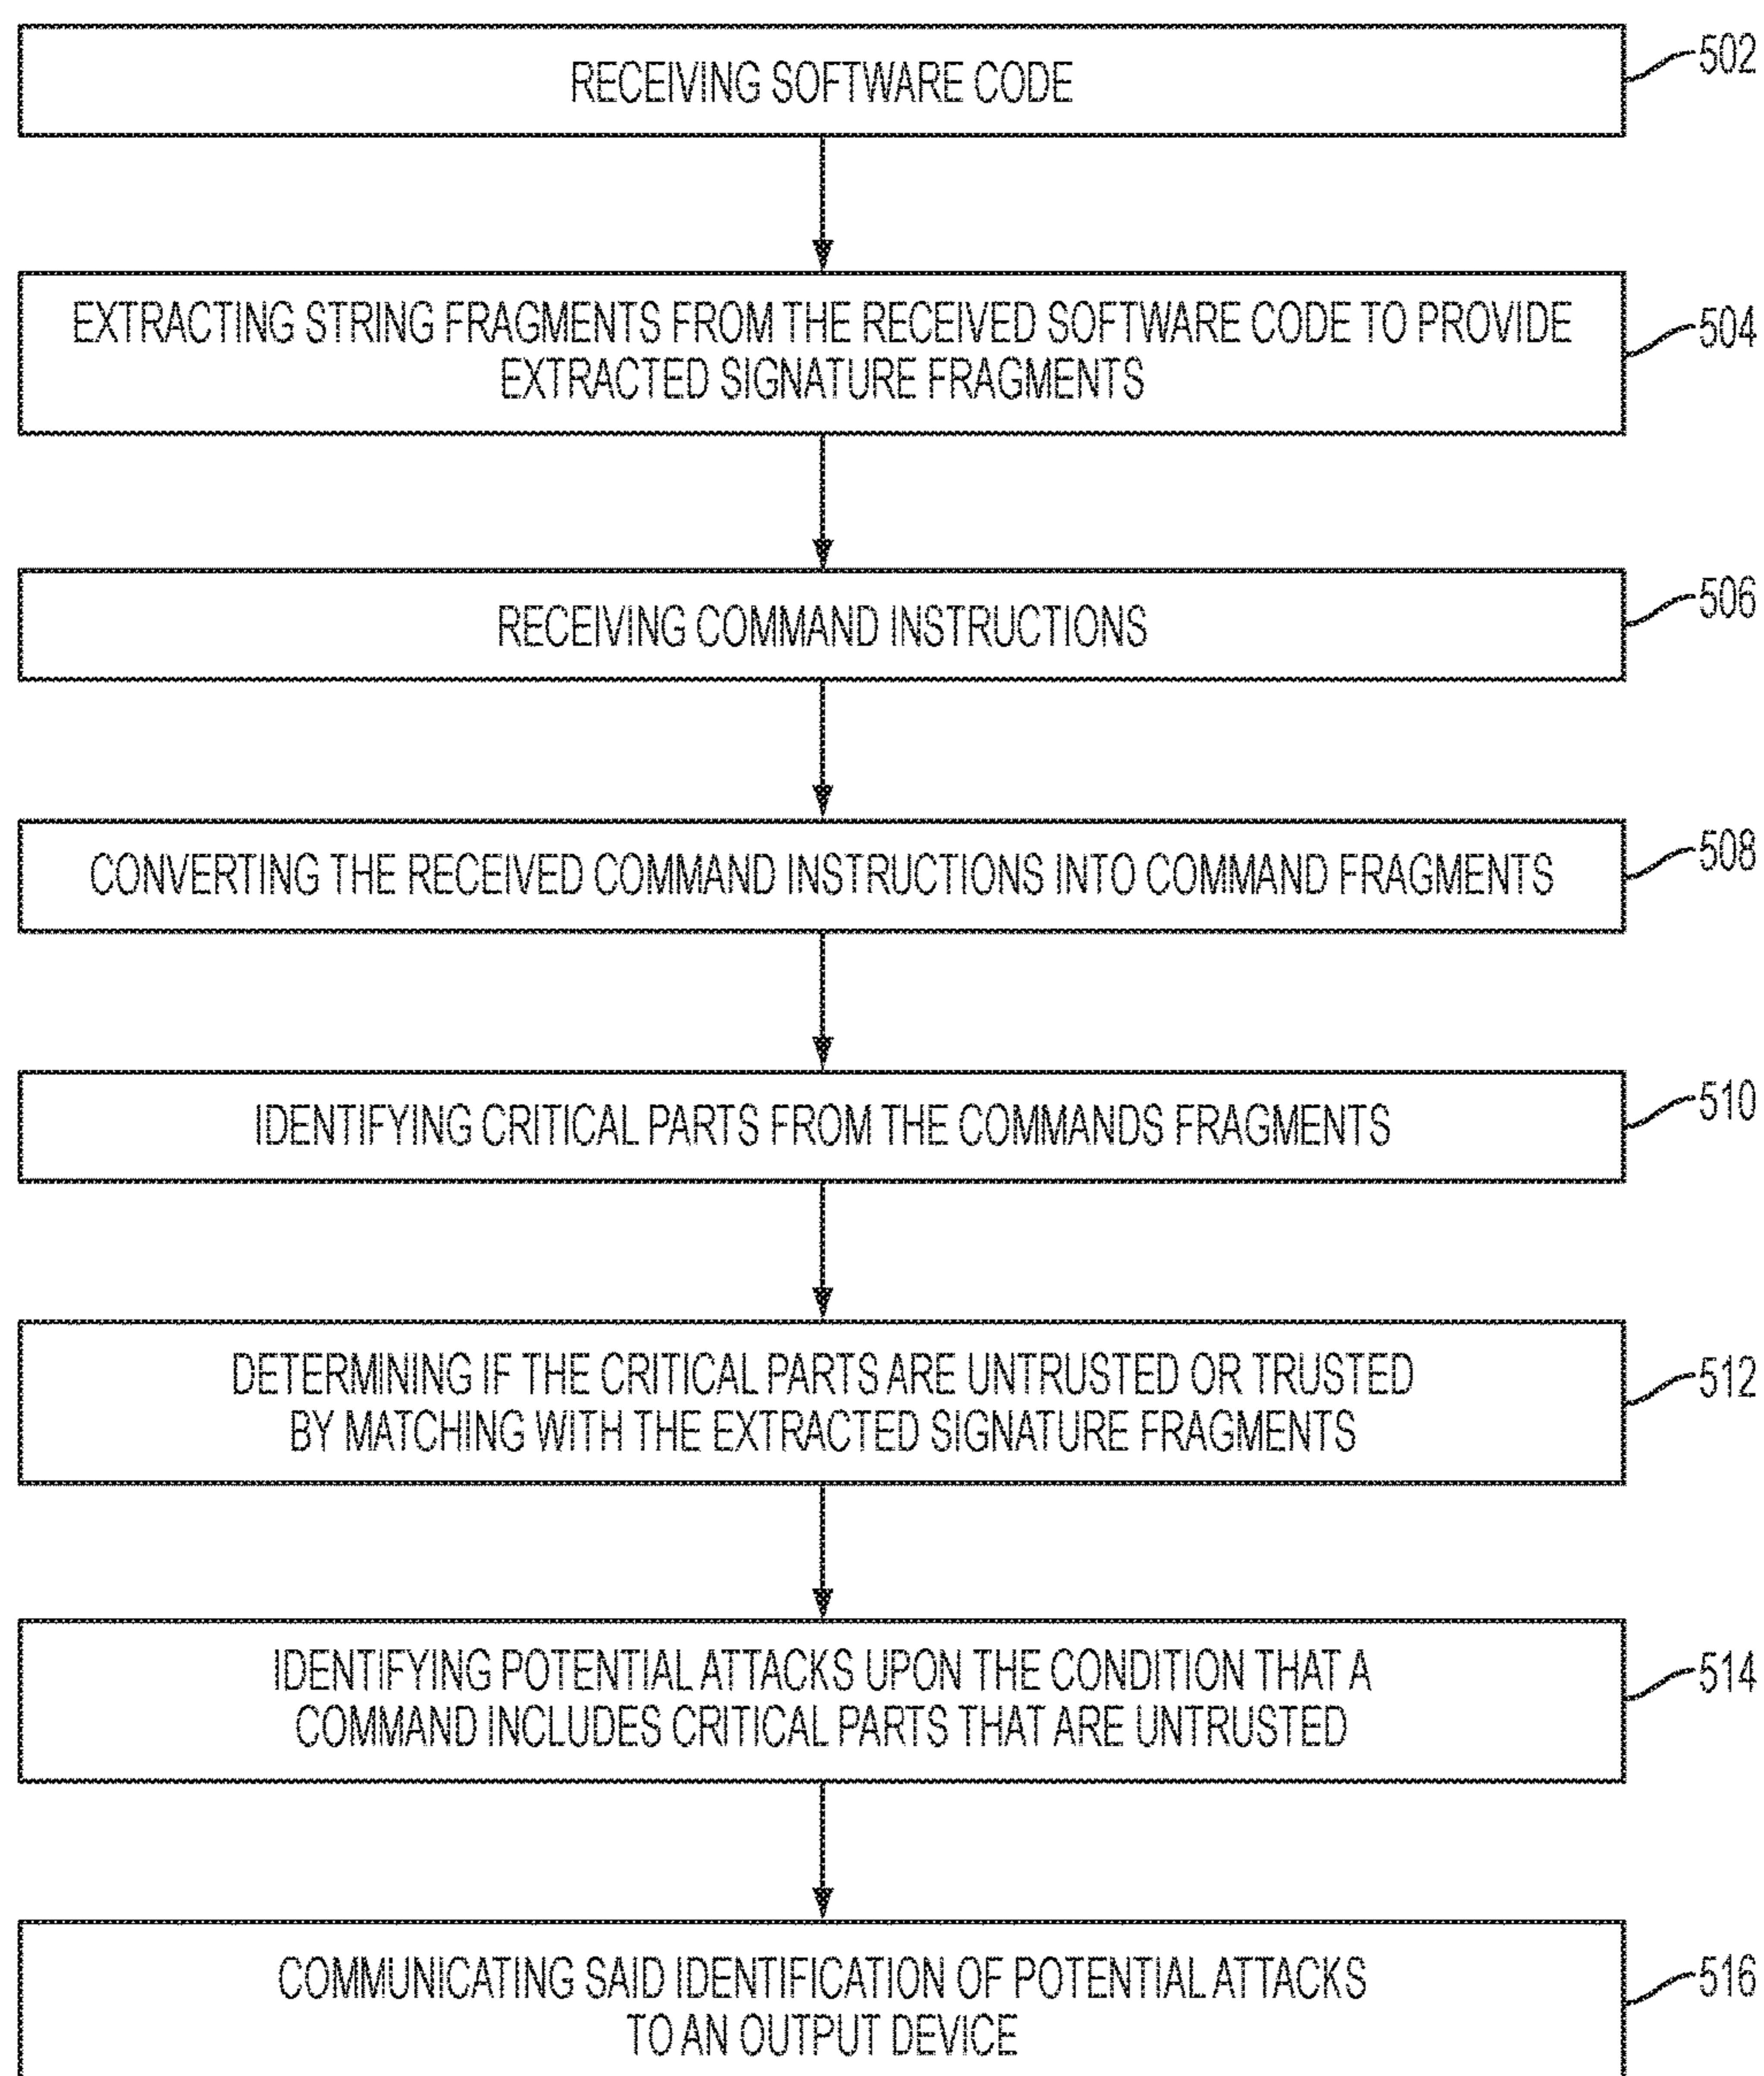 RECEIVING SOFTWARE CODE
502
EXTRACTING STRING FRAGMENTS FROM THE RECEIVED SOFTWARE CODE TO PROVIDE
EXTRACTED SIGNATURE FRAGMENTS
504
RECEIVING COMMAND INSTRUCTIONS
506
CONVERTING THE RECEIVED COMMAND INSTRUCTIONS INTO COMMAND FRAGMENTS
508
IDENTIFYING CRITICAL PARTS FROM THE COMMANDS FRAGMENTS
510
DETERMINING IF THE CRITICAL PARTS ARE UNTRUSTED OR TRUSTED
BY MATCHING WITH THE EXTRACTED SIGNATURE FRAGMENTS
512
IDENTIFYING POTENTIAL ATTACKS UPON THE CONDITION THAT A
COMMAND INCLUDES CRITICAL PARTS THAT ARE UNTRUSTED
514
COMMUNICATING SAID IDENTIFICATION OF POTENTIAL ATTACKS
TO AN OUTPUT DEVICE
516